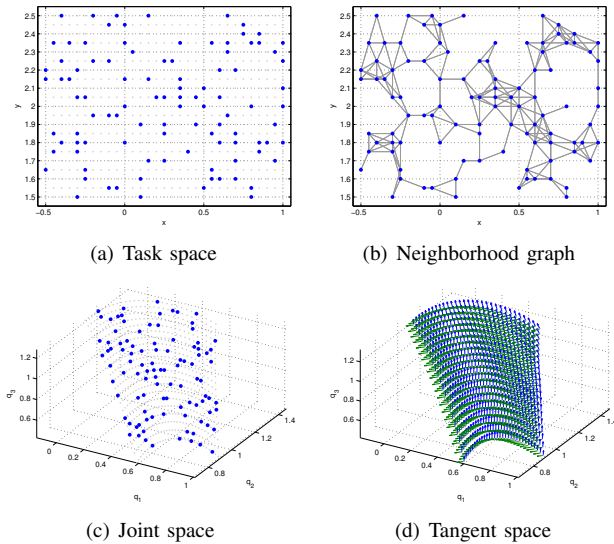 2.5
2.4
2.3
2.2
2.1
2
1.9
1.8
1.7
1.6
1.5
y
−0.5 0 0.5 1
x
(a) Task space
2.5
2.4
2.3
2.2
2.1
2
1.9
1.8
1.7
1.6
1.5
y
−0.5 0 0.5 1
x
(b) Neighborhood graph
1.2
1
0.8
0.6
q3
0 0.2 0.4 0.6 0.8 1
q1
0.8 1 1.2 1.4
q2
(c) Joint space
1.2
1
0.8
0.6
q3
0 0.2 0.4 0.6 0.8 1
q1
0.8 1 1.2 1.4
q2
(d) Tangent space